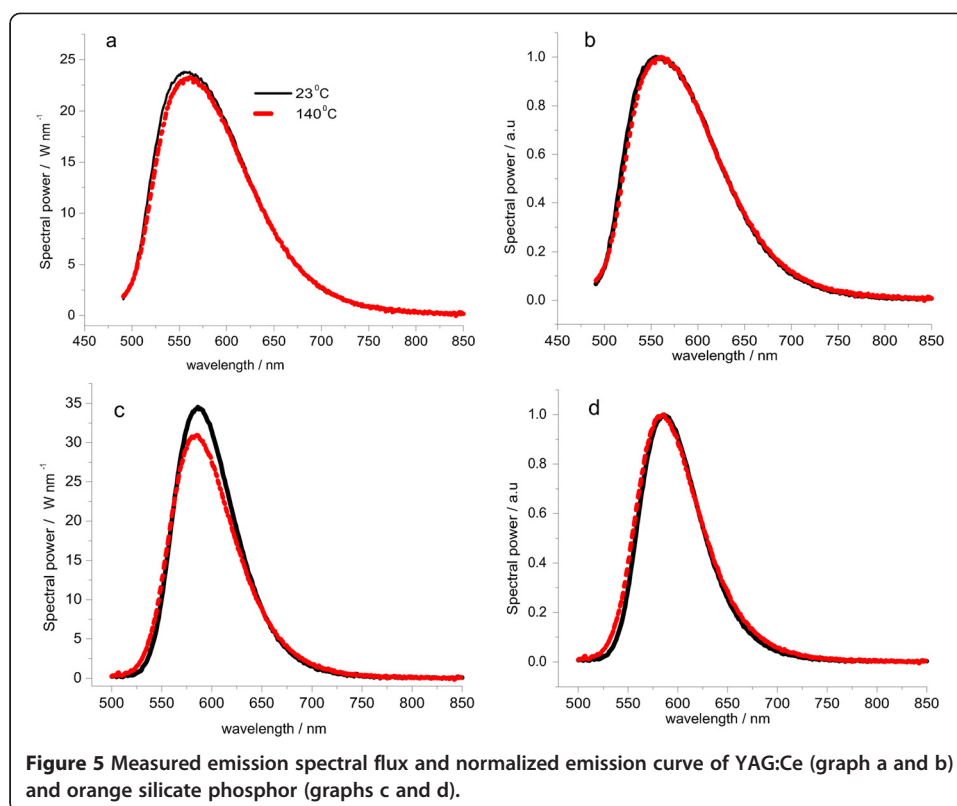 a
25
20
15
10
5
0
Spectral power / W nm⁻¹
23⁰C
140⁰C
450 500 550 600 650 700 750 800 850
wavelength / nm
b
1.0
0.8
0.6
0.4
0.2
0.0
Spectral power / a.u
450 500 550 600 650 700 750 800 850
wavelength / nm
c
35
30
25
20
15
10
5
0
Spectral power / W nm⁻¹
500 550 600 650 700 750 800 850
wavelength / nm
d
1.0
0.8
0.6
0.4
0.2
0.0
Spectral power / a.u
500 550 600 650 700 750 800 850
wavelength / nm
Figure 5 Measured emission spectral flux and normalized emission curve of YAG:Ce (graph a and b)
and orange silicate phosphor (graphs c and d).